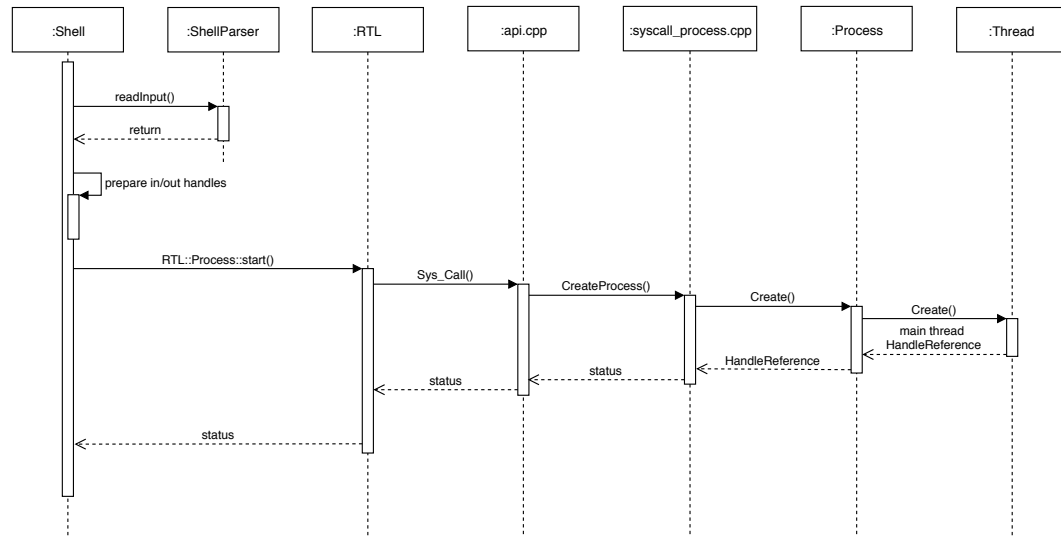 :Shell
:ShellParser
:RTL
:api.cpp
:syscall_process.cpp
:Process
:Thread
readInput()
return
prepare in/out handles
RTL::Process::start()
Sys_Call()
CreateProcess()
Create()
Create()
main thread
HandleReference
HandleReference
status
status
status